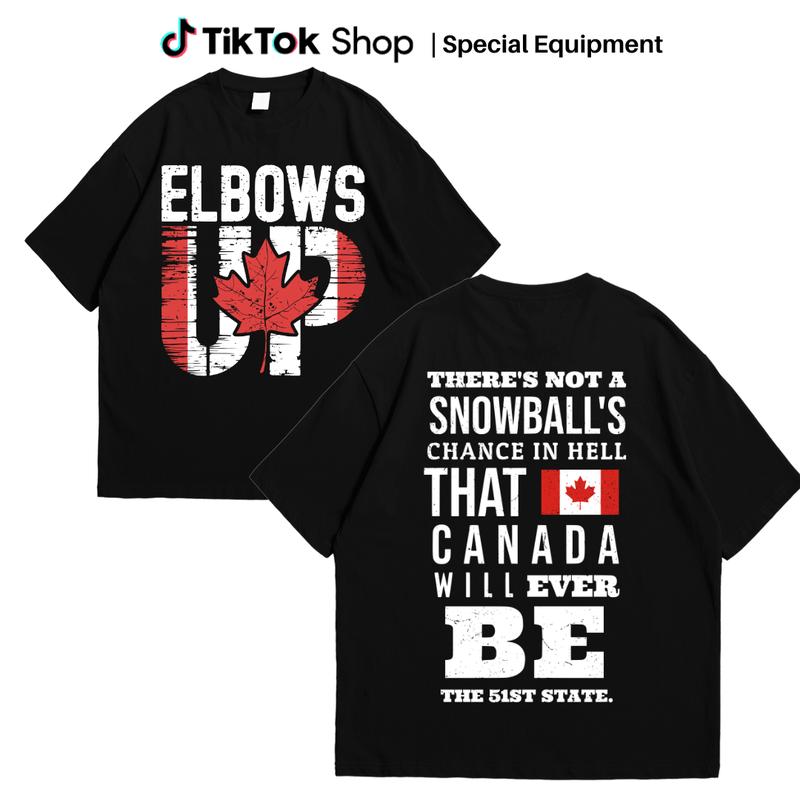 TikTok Shop | Special Equipment
ELBOWS
UP
THERE'S NOT A
SNOWBALL'S
CHANCE IN HELL
THAT
CANADA
WILL EVER
BE
THE 51ST STATE.